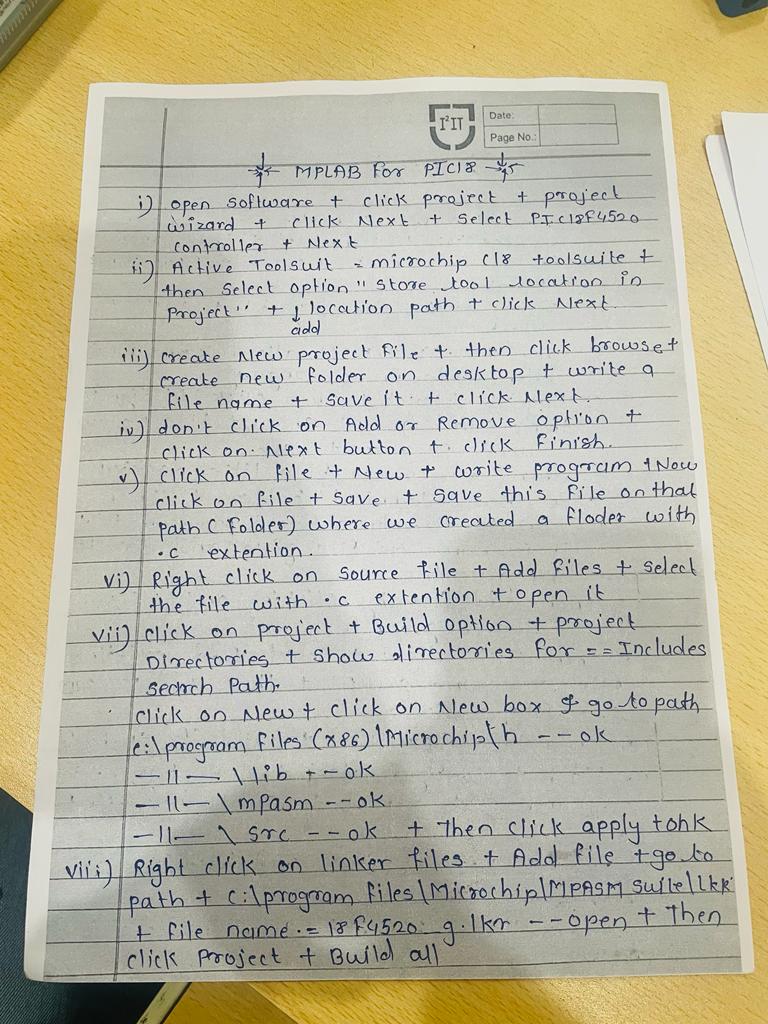 I²IT
Date:
Page No.:
MPLAB For PIC18
i) open software + click project + project
wizard + click Next + select PIC18F4520
controller + Next
ii) Active Toolsuit = microchip C18 toolsuite +
then select option " store tool location in
Project" + ↓ location path + click Next.
add
iii) create New project file + then click browse +
create new folder on desktop + write a
file name + save it + click Next.
iv) don't click on Add or Remove option +
click on Next button + click Finish.
v) click on file + New + write program + Now
click on file + save + save this file on that
path ( Folder) where we created a floder with
.c extention.
vi) Right click on source file + Add files + select
the file with .c extention + open it
vii) click on project + Build option + project
Directories + show directories for == Includes
search Path.
click on New + click on New box & go to path
c:\program files (x86)\Microchip\h -- ok
—11— \lib +-ok
—11— \mpasm --ok
—11— \ src --ok + Then click apply
viii) Right click on linker files + Add file + go to
path + c:\program files\Microchip\MPASM suite\
+ file name = 18F4520_g.lkr -- open + Then
click Project + Build all